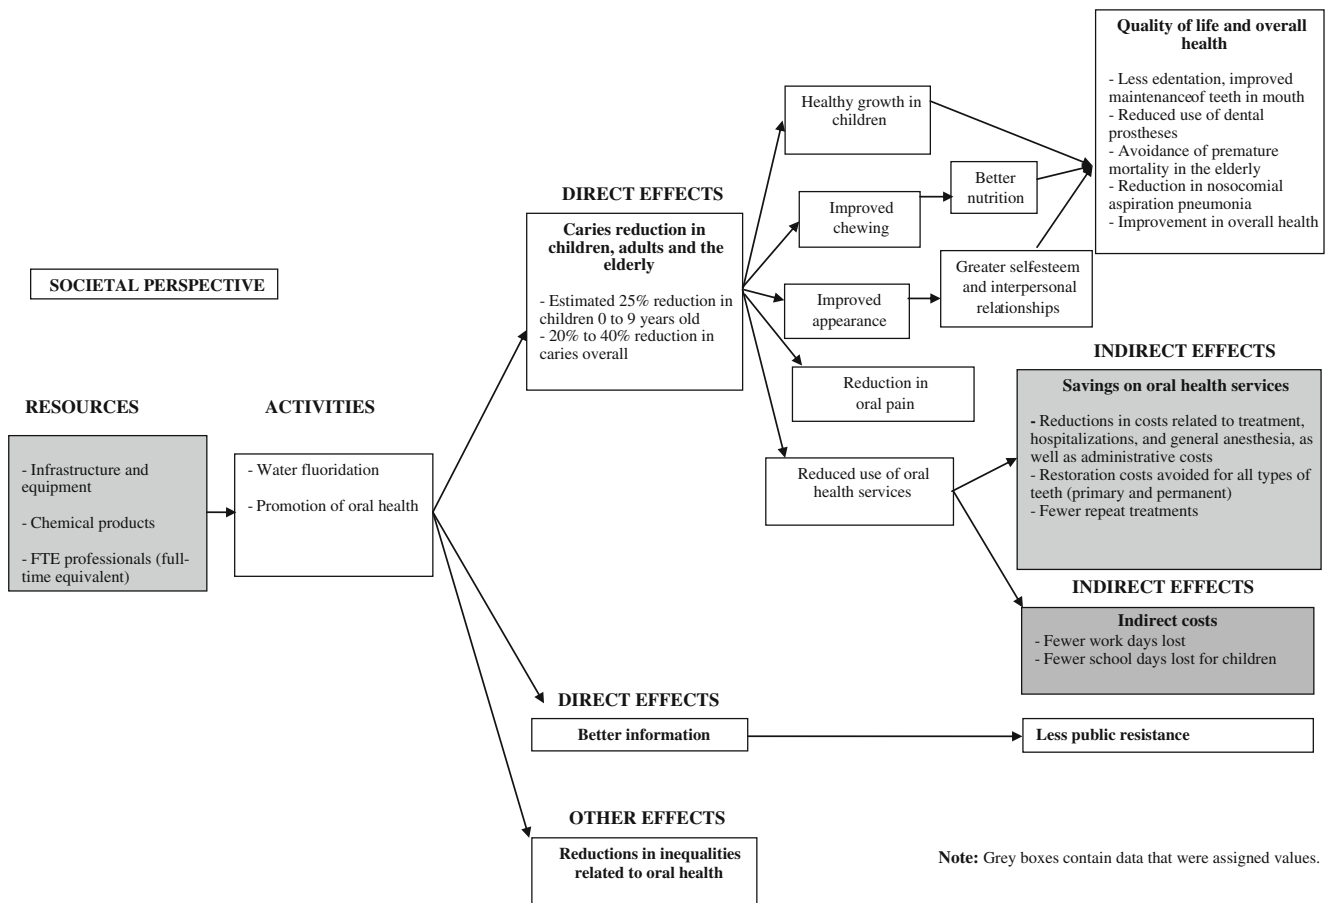 SOCIETAL PERSPECTIVE
RESOURCES
- Infrastructure and
equipment
- Chemical products
- FTE professionals (full-
time equivalent)
ACTIVITIES
- Water fluoridation
- Promotion of oral health
DIRECT EFFECTS
Caries reduction in
children, adults and the
elderly
- Estimated 25% reduction in
children 0 to 9 years old
- 20% to 40% reduction in
caries overall
Healthy growth in
children
Improved
chewing
Better
nutrition
Improved
appearance
Greater self-esteem
and interpersonal
relationships
Reduction in
oral pain
Reduced use of oral
health services
Quality of life and overall
health
- Less edentation, improved
maintenance of teeth in mouth
- Reduced use of dental
prostheses
- Avoidance of premature
mortality in the elderly
- Reduction in nosocomial
aspiration pneumonia
- Improvement in overall health
INDIRECT EFFECTS
Savings on oral health services
- Reductions in costs related to treatment,
hospitalizations, and general anesthesia, as
well as administrative costs
- Restoration costs avoided for all types of
teeth (primary and permanent)
- Fewer repeat treatments
INDIRECT EFFECTS
Indirect costs
- Fewer work days lost
- Fewer school days lost for children
DIRECT EFFECTS
Better information
Less public resistance
OTHER EFFECTS
Reductions in inequalities
related to oral health
Note: Grey boxes contain data that were assigned values.